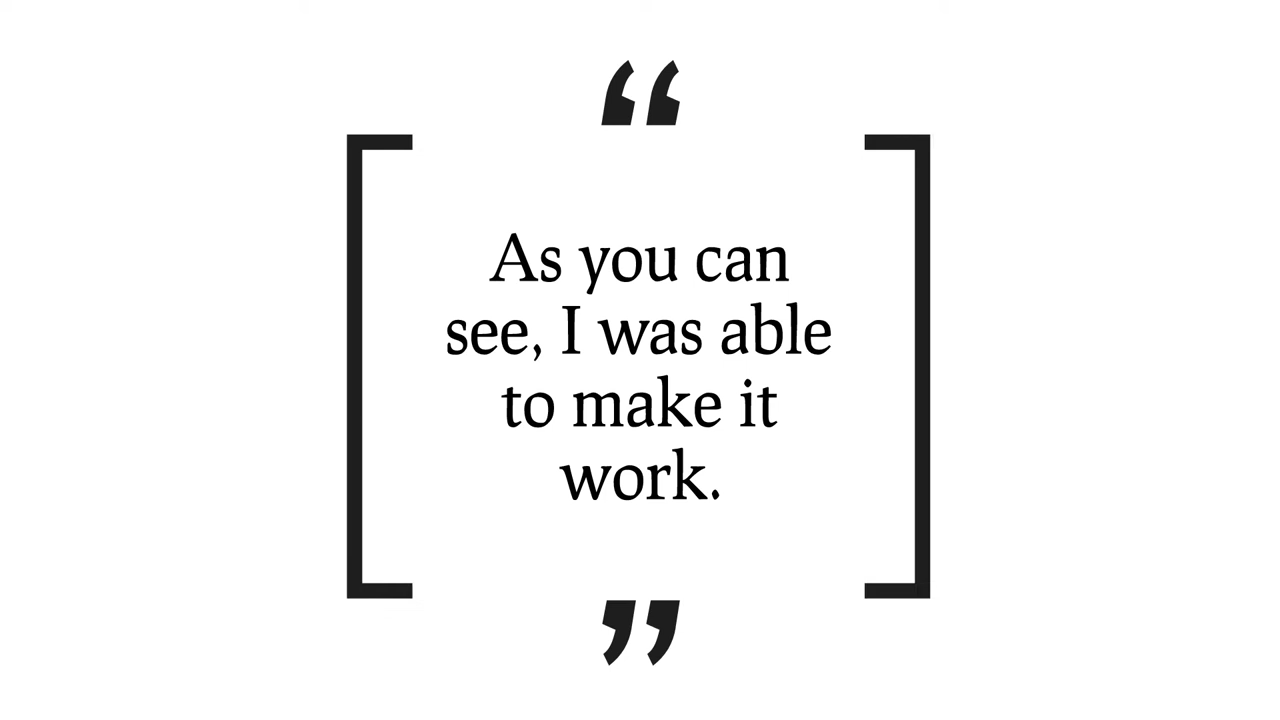 “
As you can
see, I was able
to make it
work.
”